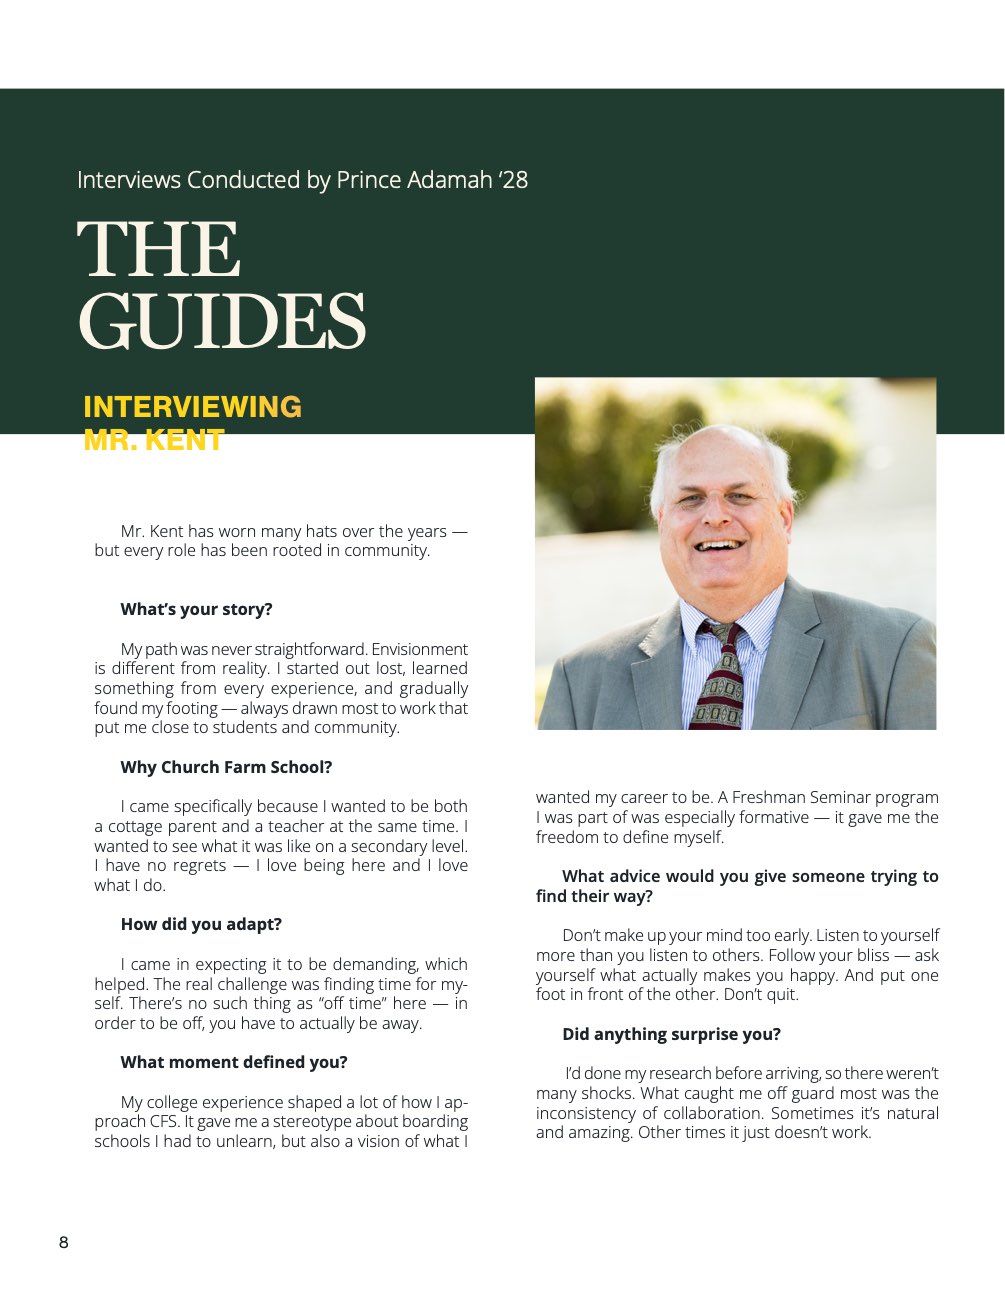 Interviews Conducted by Prince Adamah ‘28
THE
GUIDES
INTERVIEWING
MR. KENT
Mr. Kent has worn many hats over the years —
but every role has been rooted in community.
What’s your story?
My path was never straightforward. Envisionment
is different from reality. I started out lost, learned
something from every experience, and gradually
found my footing — always drawn most to work that
put me close to students and community.
Why Church Farm School?
I came specifically because I wanted to be both
a cottage parent and a teacher at the same time. I
wanted to see what it was like on a secondary level.
I have no regrets — I love being here and I love
what I do.
How did you adapt?
I came in expecting it to be demanding, which
helped. The real challenge was finding time for my-
self. There’s no such thing as “off time” here — in
order to be off, you have to actually be away.
What moment defined you?
My college experience shaped a lot of how I ap-
proach CFS. It gave me a stereotype about boarding
schools I had to unlearn, but also a vision of what I
wanted my career to be. A Freshman Seminar program
I was part of was especially formative — it gave me the
freedom to define myself.
What advice would you give someone trying to
find their way?
Don’t make up your mind too early. Listen to yourself
more than you listen to others. Follow your bliss — ask
yourself what actually makes you happy. And put one
foot in front of the other. Don’t quit.
Did anything surprise you?
I’d done my research before arriving, so there weren’t
many shocks. What caught me off guard most was the
inconsistency of collaboration. Sometimes it’s natural
and amazing. Other times it just doesn’t work.
8